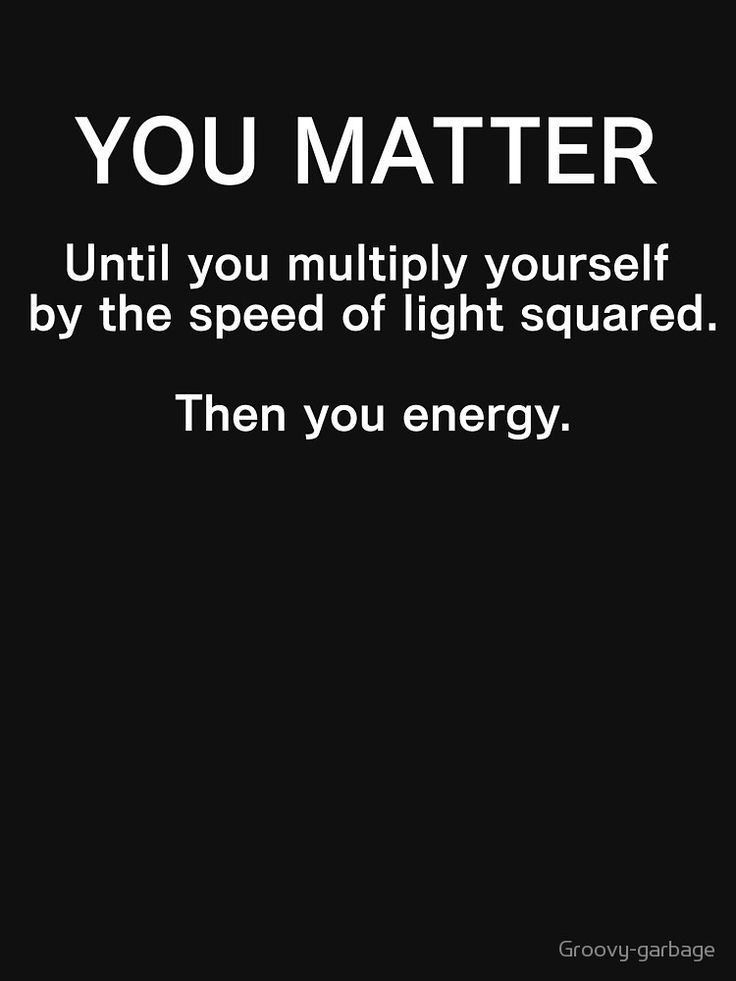 YOU MATTER
Until you multiply yourself
by the speed of light squared.
Then you energy.
Groovy-garbage